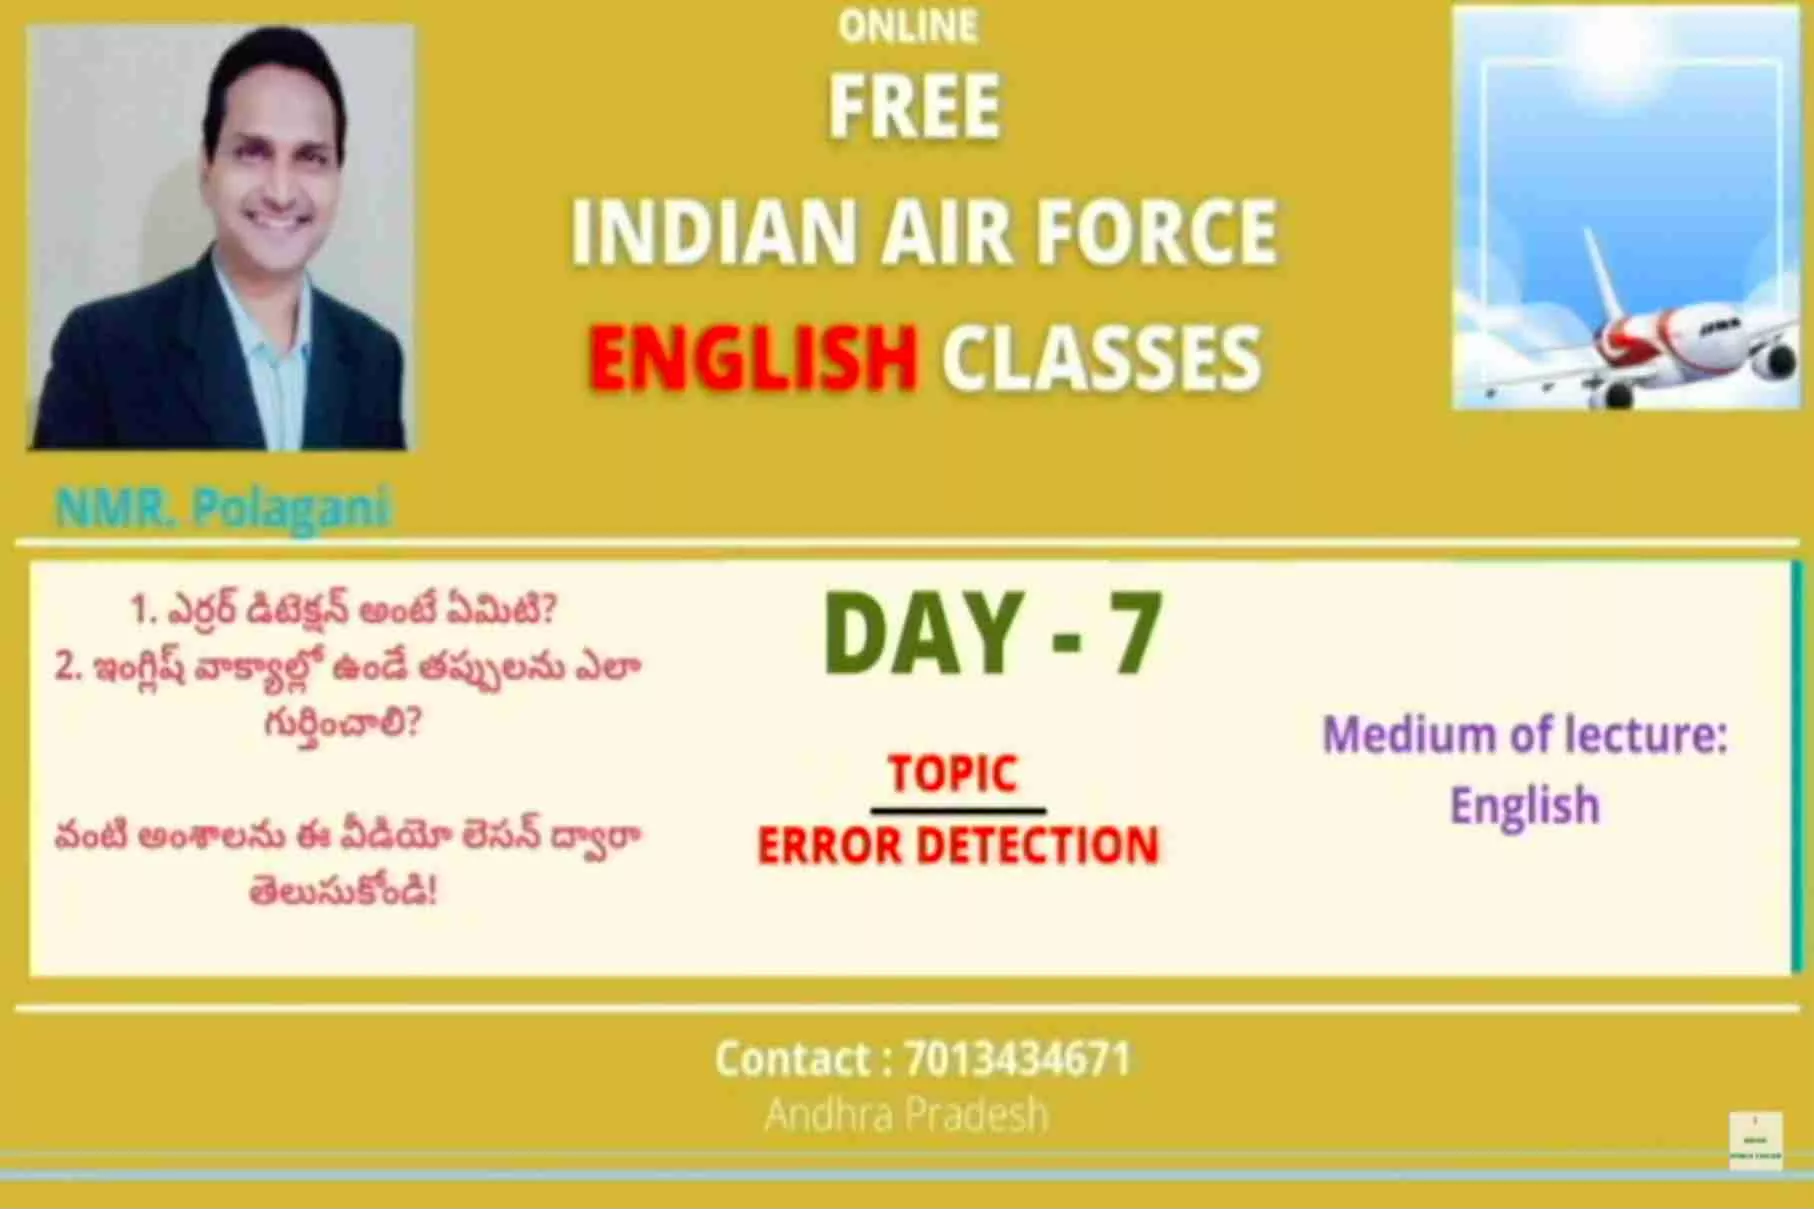 ONLINE
FREE
INDIAN AIR FORCE
ENGLISH CLASSES
NMR. Polagani
1. ఎర్రర్ డిటెక్షన్ అంటే ఏమిటి?
2. ఇంగ్లిష్ వాక్యాల్లో ఉండే తప్పులను ఎలా
గుర్తించాలి?
వంటి అంశాలను ఈ వీడియో లెసన్ ద్వారా
తెలుసుకోండి!
DAY - 7
TOPIC
ERROR DETECTION
Medium of lecture:
English
Contact : 7013434671
Andhra Pradesh